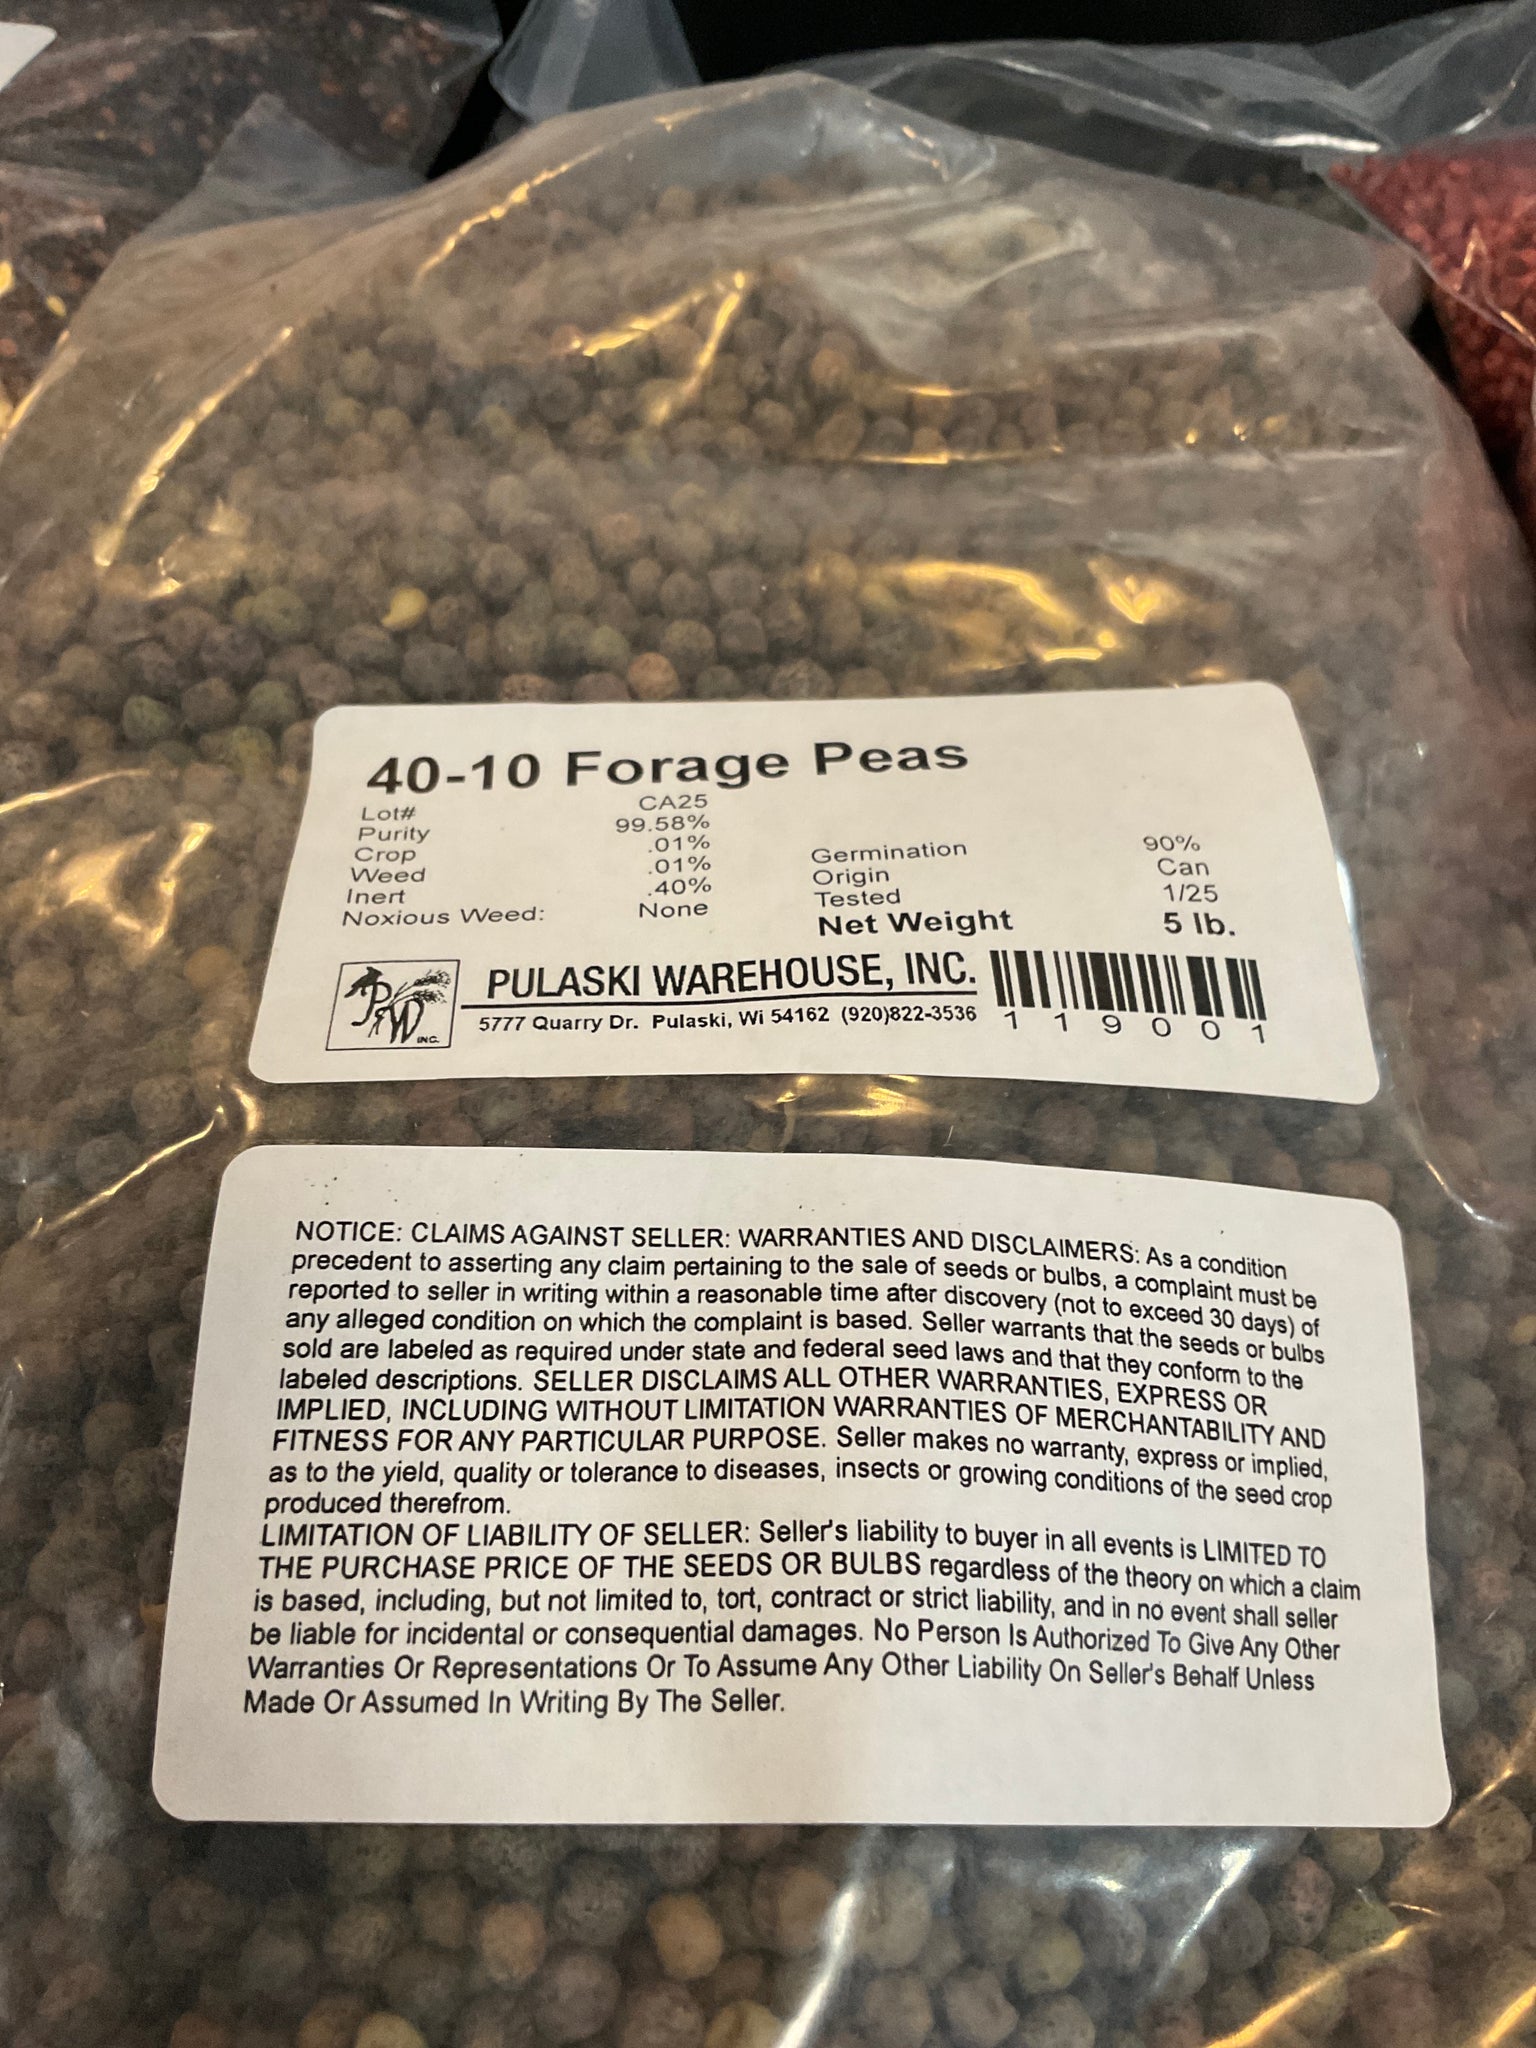 40-10 Forage Peas
Lot# CA25
Purity 99.58%
Crop .01%
Weed .01%
Inert .40%
Noxious Weed: None
Germination 90%
Origin Can
Tested 1/25
Net Weight 5 lb.
PW INC.
PULASKI WAREHOUSE, INC.
5777 Quarry Dr. Pulaski, Wi 54162 (920)822-3536
119001
NOTICE: CLAIMS AGAINST SELLER: WARRANTIES AND DISCLAIMERS: As a condition
precedent to asserting any claim pertaining to the sale of seeds or bulbs, a complaint must be
reported to seller in writing within a reasonable time after discovery (not to exceed 30 days) of
any alleged condition on which the complaint is based. Seller warrants that the seeds or bulbs
sold are labeled as required under state and federal seed laws and that they conform to the
labeled descriptions. SELLER DISCLAIMS ALL OTHER WARRANTIES, EXPRESS OR
IMPLIED, INCLUDING WITHOUT LIMITATION WARRANTIES OF MERCHANTABILITY AND
FITNESS FOR ANY PARTICULAR PURPOSE. Seller makes no warranty, express or implied,
as to the yield, quality or tolerance to diseases, insects or growing conditions of the seed crop
produced therefrom.
LIMITATION OF LIABILITY OF SELLER: Seller's liability to buyer in all events is LIMITED TO
THE PURCHASE PRICE OF THE SEEDS OR BULBS regardless of the theory on which a claim
is based, including, but not limited to, tort, contract or strict liability, and in no event shall seller
be liable for incidental or consequential damages. No Person Is Authorized To Give Any Other
Warranties Or Representations Or To Assume Any Other Liability On Seller's Behalf Unless
Made Or Assumed In Writing By The Seller.